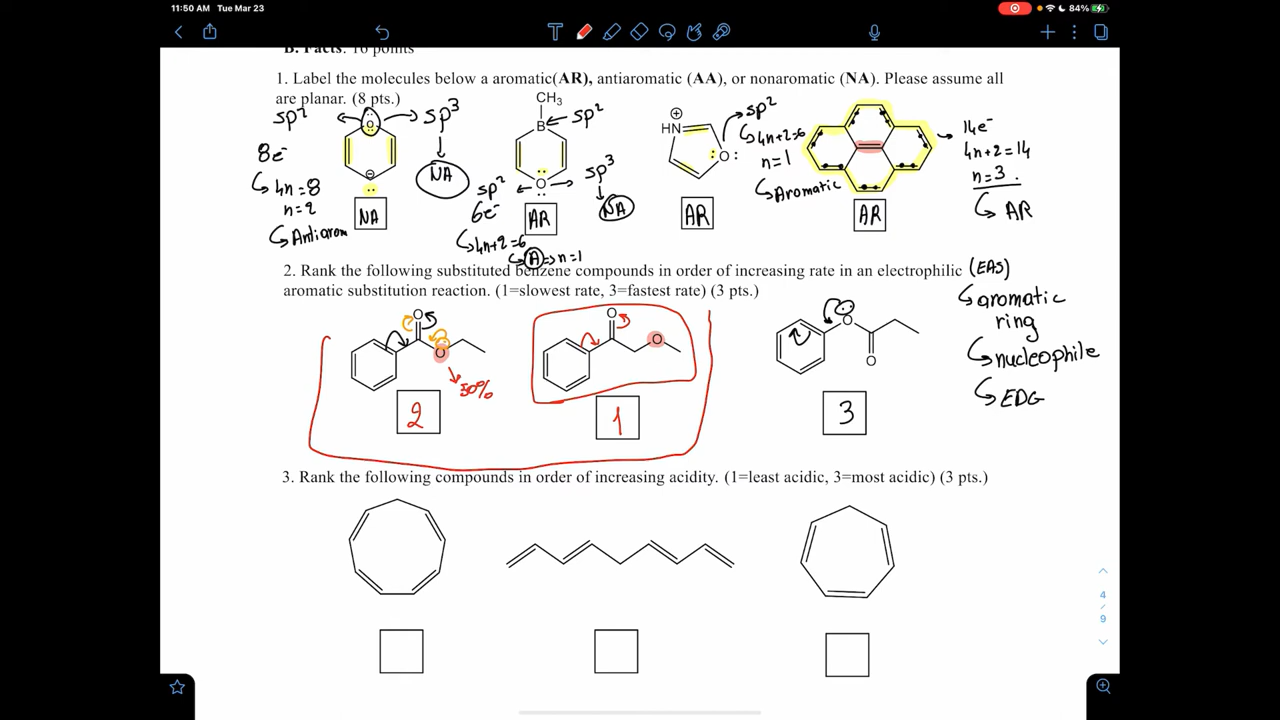 11:50 AM Tue Mar 23
84%
B. Facts: 16 points
1. Label the molecules below a aromatic(AR), antiaromatic (AA), or nonaromatic (NA). Please assume all
are planar. (8 pts.)
sp² O sp³
8e⁻
4n=8
n=2
Antiarom
NA
NA
CH₃
B sp²
O sp³
sp²
6e⁻
4n+2=6
A => n=1
AR
NA
HN O sp²
4n+2=6
n=1
Aromatic
AR
14e⁻
4n+2=14
n=3.
AR
AR
2. Rank the following substituted benzene compounds in order of increasing rate in an electrophilic (EAS)
aromatic substitution reaction. (1=slowest rate, 3=fastest rate) (3 pts.)
aromatic
ring
nucleophile
EDG
O O 50%
O O
O O
2 1 3
3. Rank the following compounds in order of increasing acidity. (1=least acidic, 3=most acidic) (3 pts.)
4
/
9